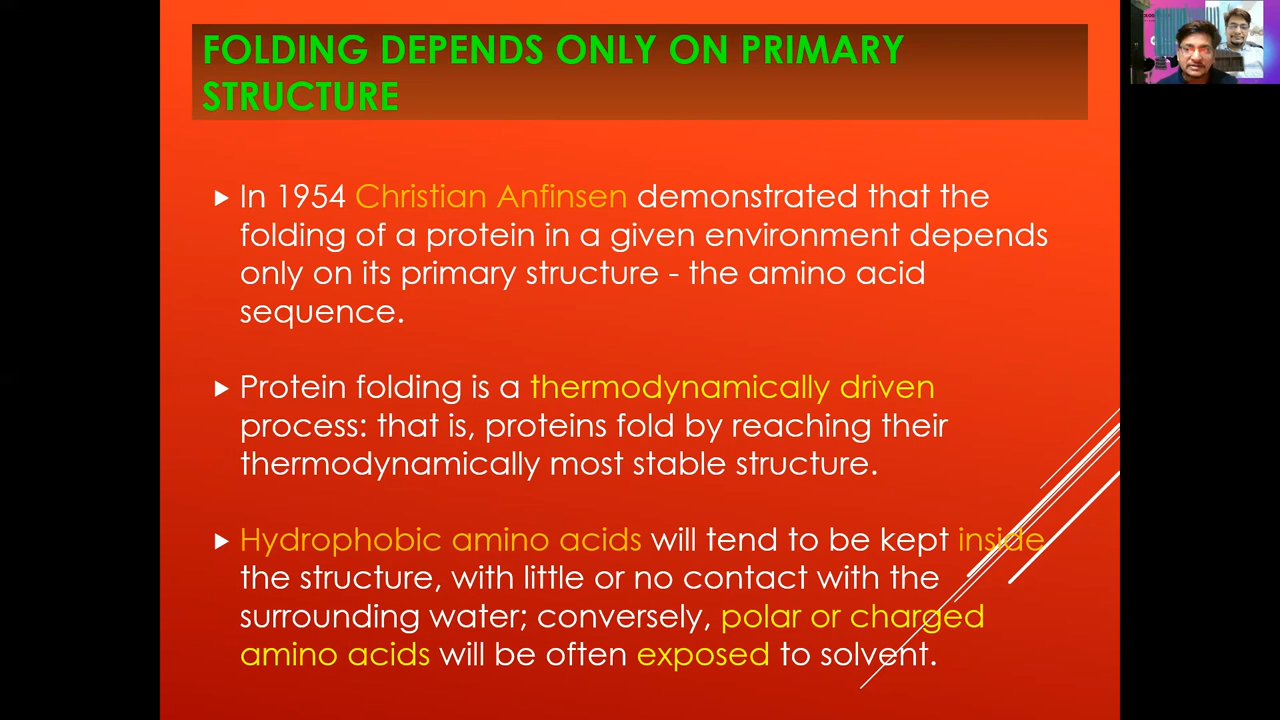 FOLDING DEPENDS ONLY ON PRIMARY
STRUCTURE
In 1954 Christian Anfinsen demonstrated that the
folding of a protein in a given environment depends
only on its primary structure - the amino acid
sequence.
Protein folding is a thermodynamically driven
process: that is, proteins fold by reaching their
thermodynamically most stable structure.
Hydrophobic amino acids will tend to be kept inside
the structure, with little or no contact with the
surrounding water; conversely, polar or charged
amino acids will be often exposed to solvent.